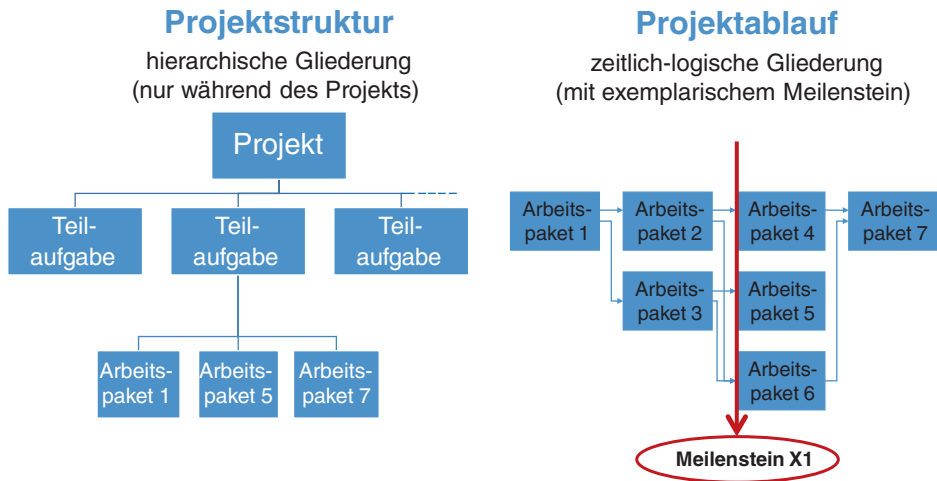 Projektstruktur
hierarchische Gliederung
(nur während des Projekts)
Projekt
Teil-
aufgabe
Teil-
aufgabe
Teil-
aufgabe
Arbeits-
paket 1
Arbeits-
paket 5
Arbeits-
paket 7
Projektablauf
zeitlich-logische Gliederung
(mit exemplarischem Meilenstein)
Arbeits-
paket 1
Arbeits-
paket 2
Arbeits-
paket 4
Arbeits-
paket 7
Arbeits-
paket 3
Arbeits-
paket 5
Arbeits-
paket 6
Meilenstein X1